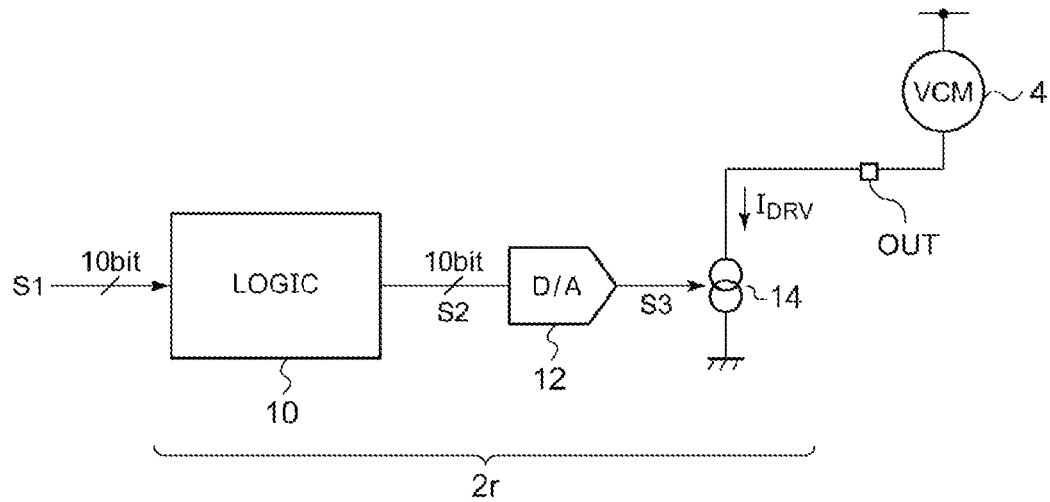 VCM
4
I_DRV
OUT
S1
10bit
LOGIC
10bit
S2
D/A
S3
14
10
12
2r